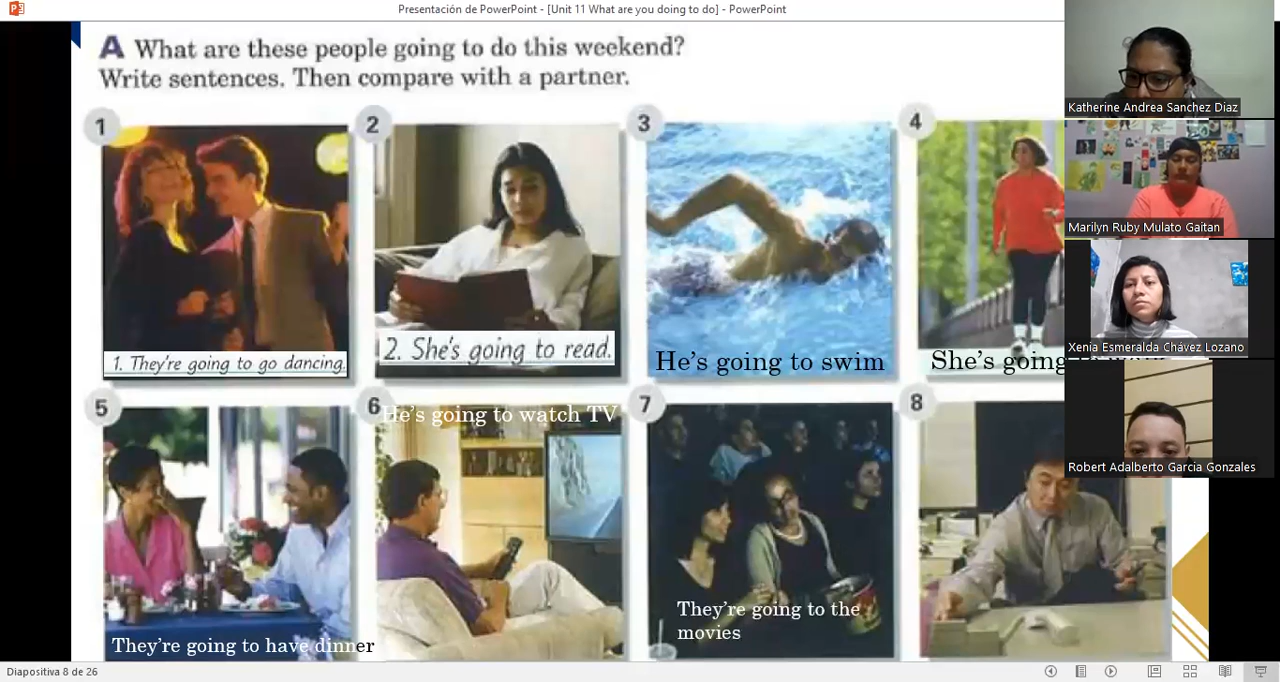 Presentación de PowerPoint - [Unit 11 What are you doing to do] - PowerPoint
A What are these people going to do this weekend?
Write sentences. Then compare with a partner.
1
2
3
4
1. They're going to go dancing.
2. She's going to read.
He's going to swim
She's going to
5
6
7
8
He's going to watch TV
They're going to have dinner
They're going to the
movies
Katherine Andrea Sanchez Diaz
Marilyn Ruby Mulato Gaitan
Xenia Esmeralda Chávez Lozano
Robert Adalberto Garcia Gonzales
Diapositiva 8 de 26